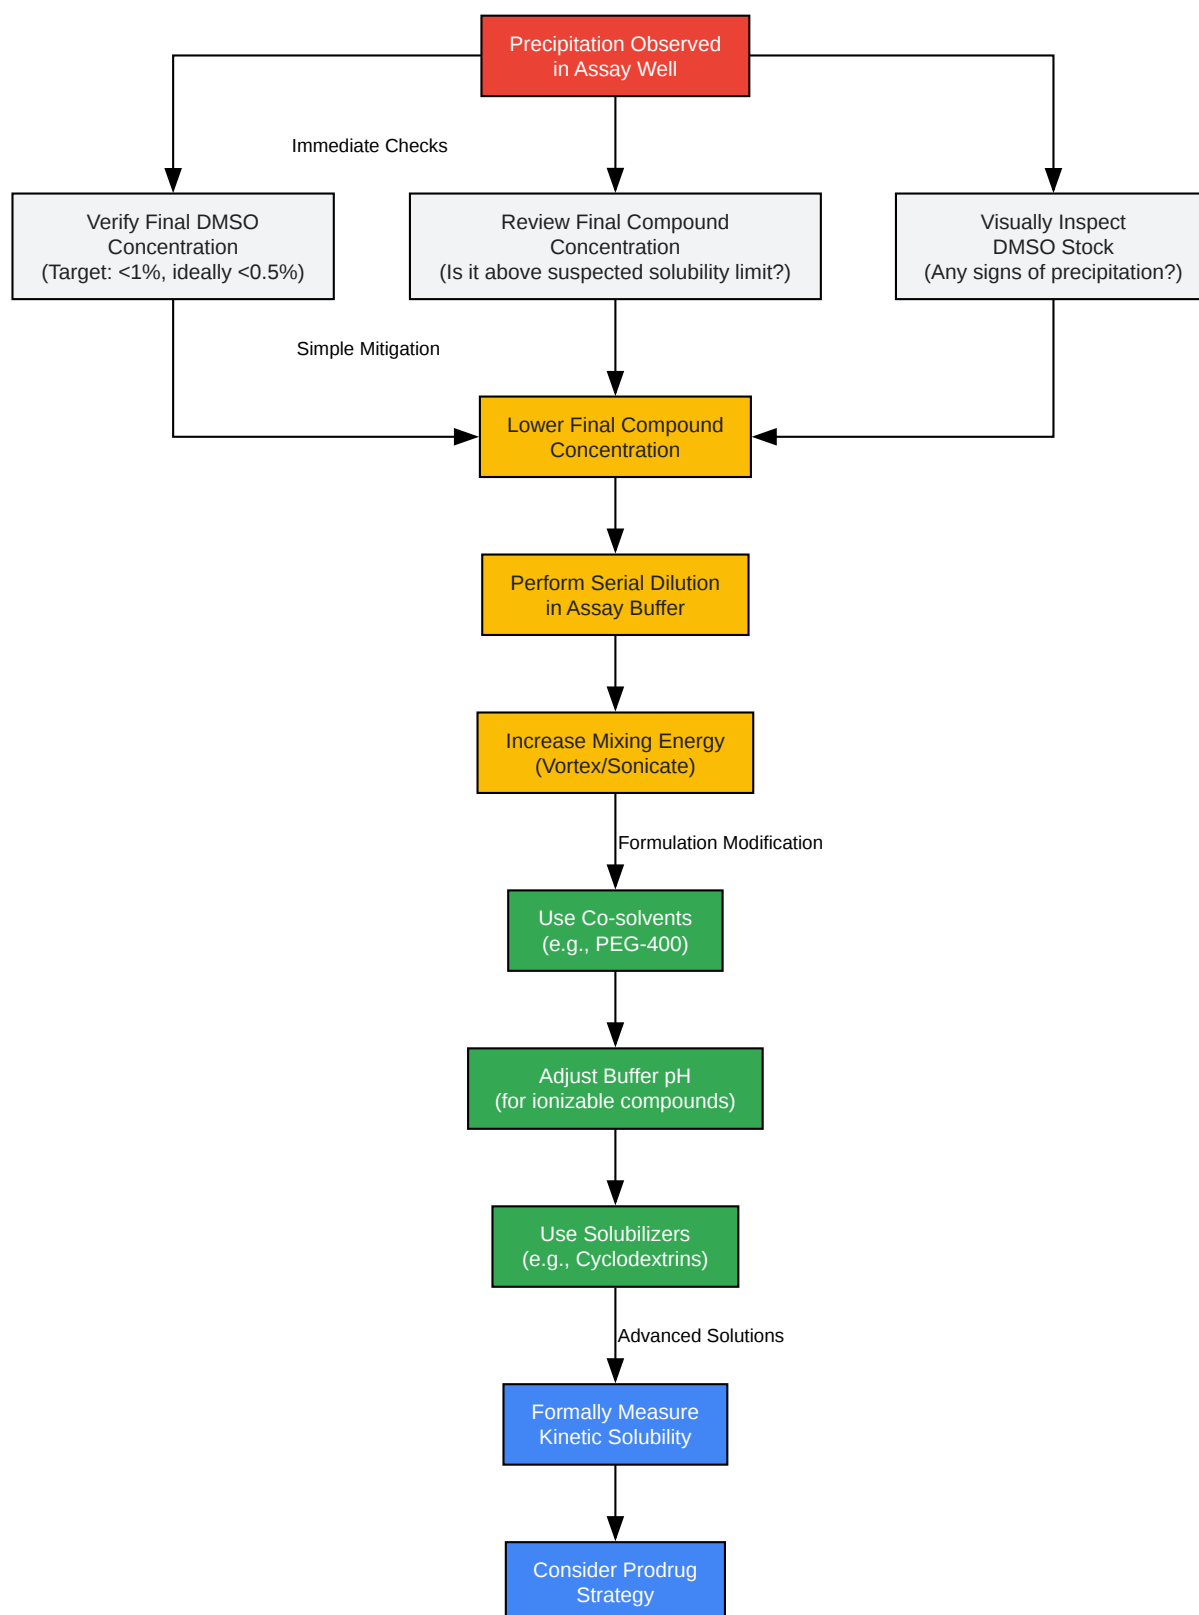 Precipitation Observed
in Assay Well
Immediate Checks
Verify Final DMSO
Concentration
(Target: <1%, ideally <0.5%)
Review Final Compound
Concentration
(Is it above suspected solubility limit?)
Visually Inspect
DMSO Stock
(Any signs of precipitation?)
Simple Mitigation
Lower Final Compound
Concentration
Perform Serial Dilution
in Assay Buffer
Increase Mixing Energy
(Vortex/Sonicate)
Formulation Modification
Use Co-solvents
(e.g., PEG-400)
Adjust Buffer pH
(for ionizable compounds)
Use Solubilizers
(e.g., Cyclodextrins)
Advanced Solutions
Formally Measure
Kinetic Solubility
Consider Prodrug
Strategy